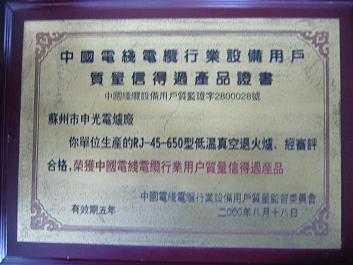 中國電綫電纜行業設備用戶
質量信得過產品證書
中國綫纜設備用戶質監證字2800028號
蘇州市申光電爐廠
你單位生産的RJ-45-650型低溫真空退火爐，經審評
合格，榮獲中國電綫電纜行業用户質量信得過產品
中國電綫電纜行業設備用戶質量監督委員會
有效期五年
二〇〇〇年八月十八日